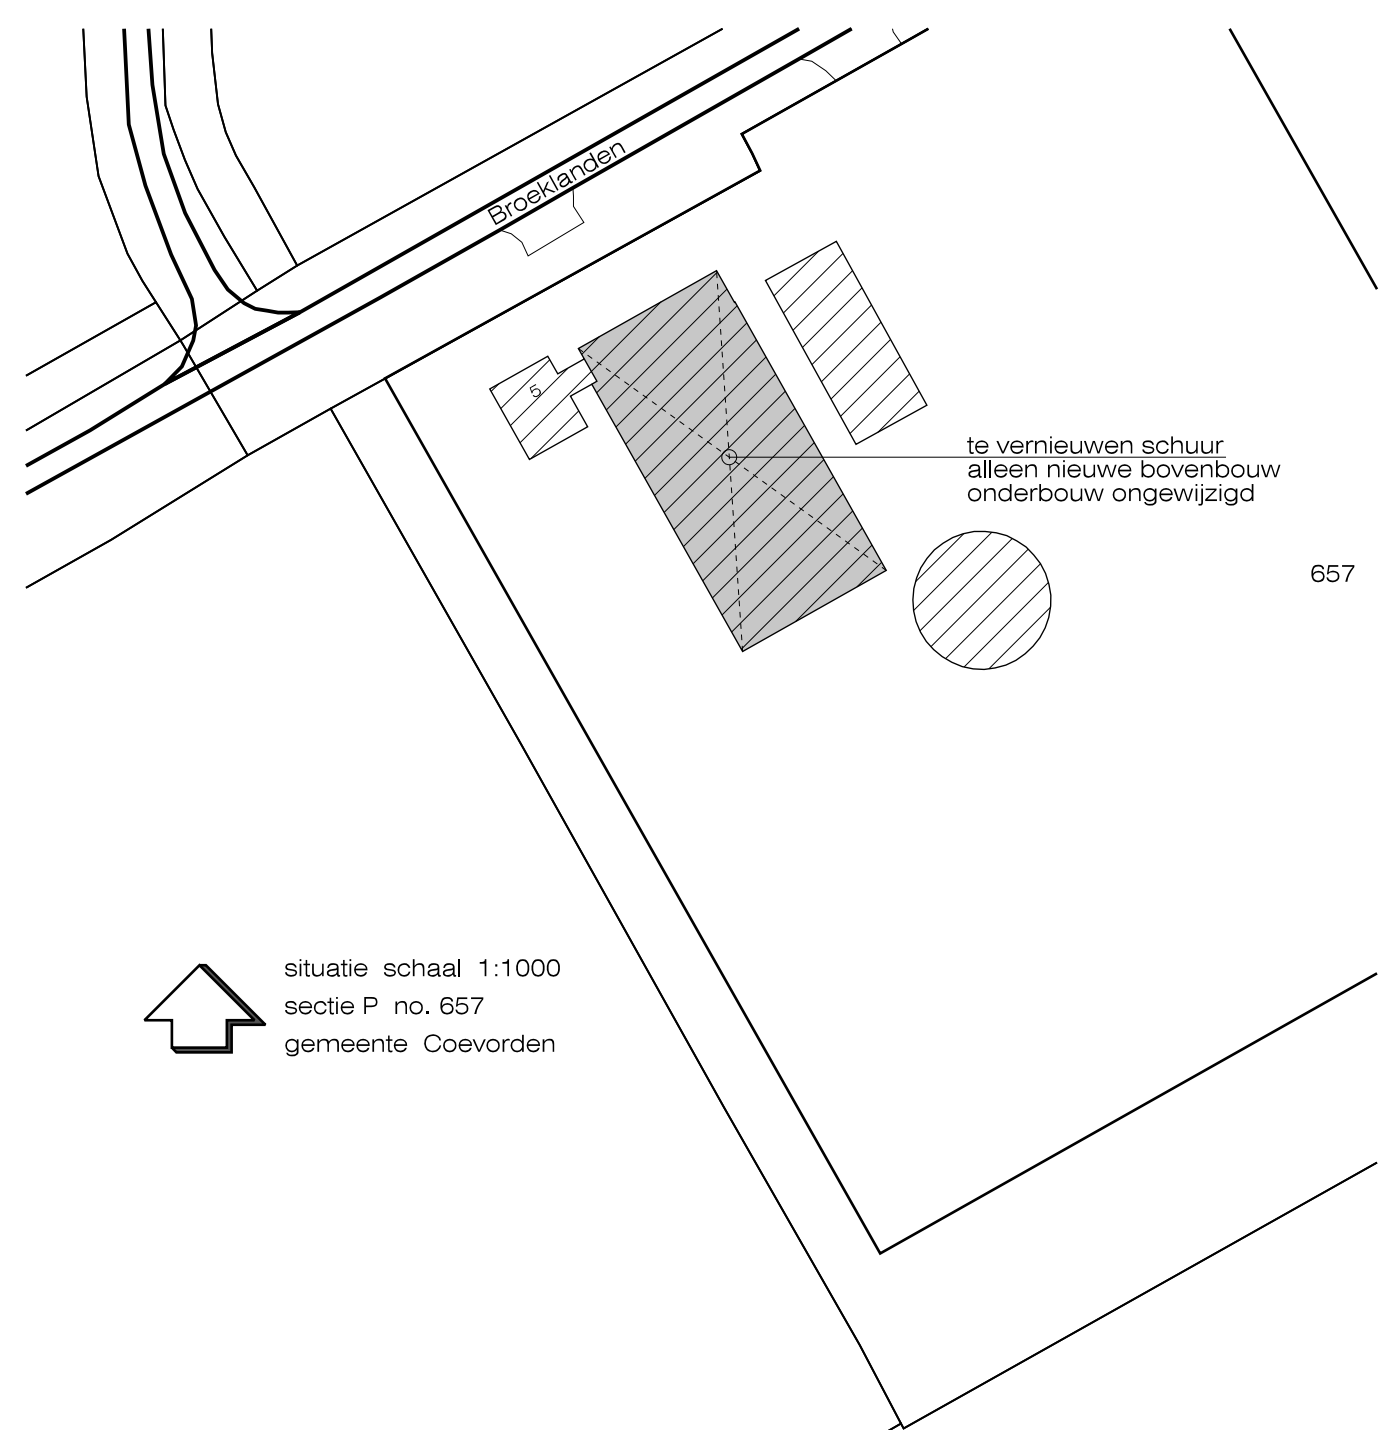 Broeklanden
5
te vernieuwen schuur
alleen nieuwe bovenbouw
onderbouw ongewijzigd
657
situatie schaal 1:1000
sectie P no. 657
gemeente Coevorden